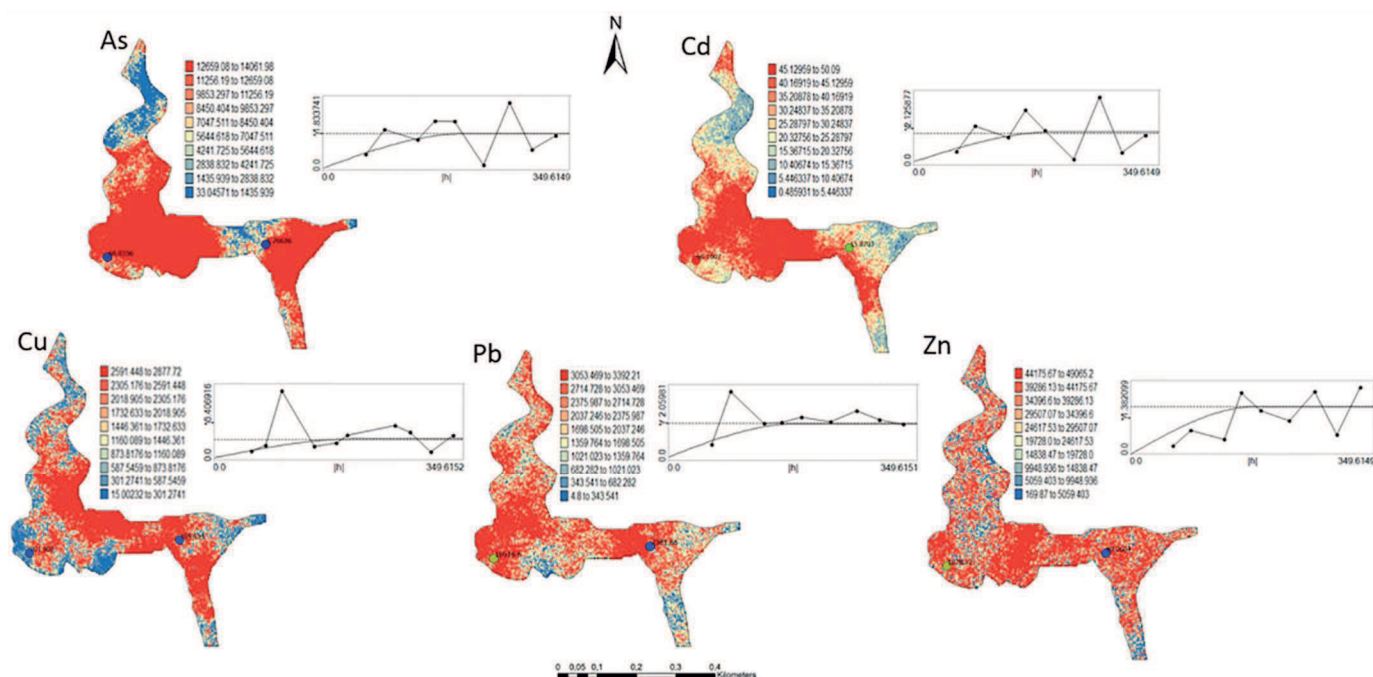 N
As
12659.08 to 14061.98
11256.19 to 12659.08
9853.297 to 11256.19
8450.404 to 9853.297
7047.511 to 8450.404
5644.618 to 7047.511
4241.725 to 5644.618
2838.832 to 4241.725
1435.939 to 2838.832
33.04571 to 1435.939
0.0
0.0
|h|
349.6149
Cd
45.12959 to 50.09
40.16919 to 45.12959
35.20878 to 40.16919
30.24837 to 35.20878
25.28797 to 30.24837
20.32756 to 25.28797
15.36715 to 20.32756
10.40674 to 15.36715
5.446337 to 10.40674
0.485931 to 5.446337
0.0
0.0
|h|
349.6149
Cu
2591.448 to 2877.72
2305.176 to 2591.448
2018.905 to 2305.176
1732.633 to 2018.905
1446.361 to 1732.633
1160.089 to 1446.361
873.8176 to 1160.089
587.5459 to 873.8176
301.2741 to 587.5459
15.00232 to 301.2741
0.0
0.0
|h|
349.6152
Pb
3053.469 to 3392.21
2714.728 to 3053.469
2375.987 to 2714.728
2037.246 to 2375.987
1698.505 to 2037.246
1359.764 to 1698.505
1021.023 to 1359.764
682.282 to 1021.023
343.541 to 682.282
4.8 to 343.541
0.0
0.0
|h|
349.6151
Zn
44175.67 to 49065.2
39286.13 to 44175.67
34396.6 to 39286.13
29507.07 to 34396.6
24617.53 to 29507.07
19728.0 to 24617.53
14838.47 to 19728.0
9948.936 to 14838.47
5059.403 to 9948.936
169.87 to 5059.403
0.0
0.0
|h|
349.6149
0 0,05 0,1 0,2 0,3 0,4
Kilometers